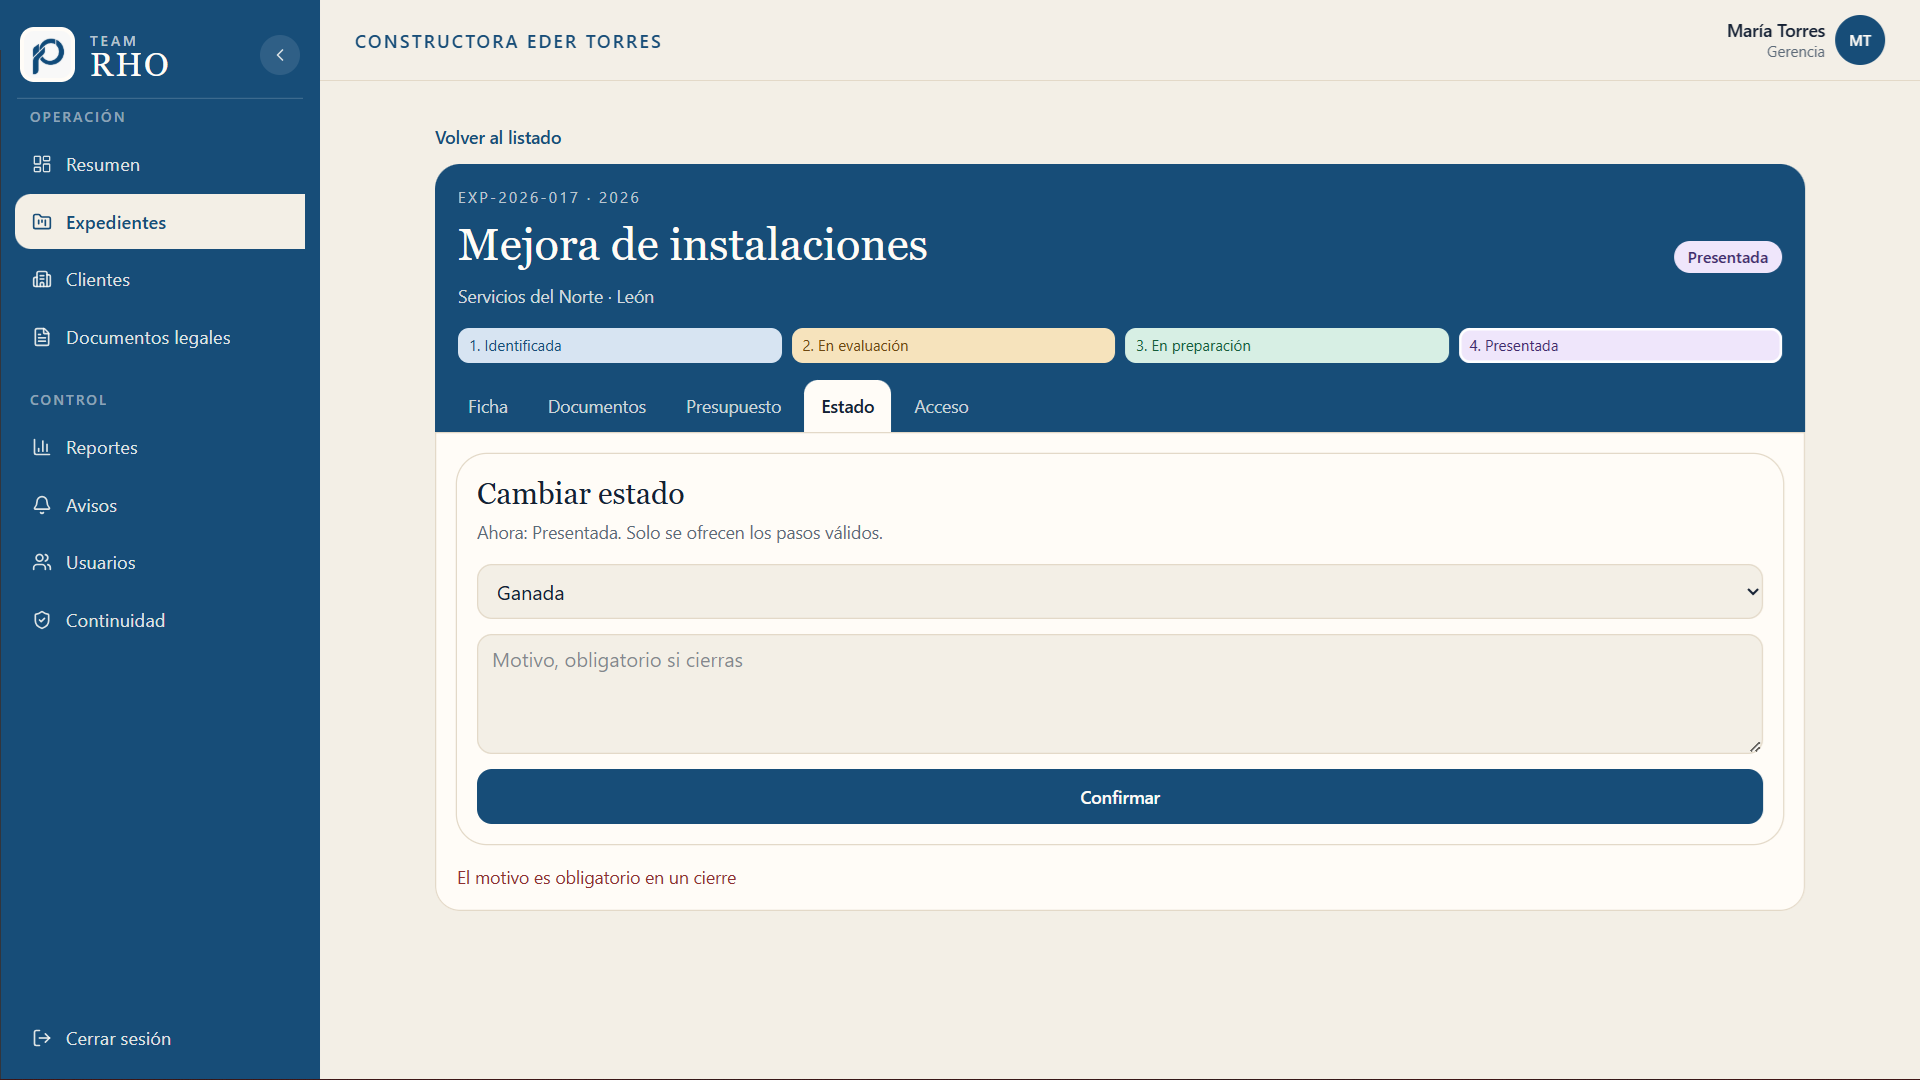 TEAM
RHO
OPERACIÓN
Resumen
Expedientes
Clientes
Documentos legales
CONTROL
Reportes
Avisos
Usuarios
Continuidad
Cerrar sesión
CONSTRUCTORA EDER TORRES
María Torres
Gerencia
MT
Volver al listado
EXP-2026-017 · 2026
Mejora de instalaciones
Presentada
Servicios del Norte · León
1. Identificada
2. En evaluación
3. En preparación
4. Presentada
Ficha
Documentos
Presupuesto
Estado
Acceso
Cambiar estado
Ahora: Presentada. Solo se ofrecen los pasos válidos.
Ganada
Motivo, obligatorio si cierras
Confirmar
El motivo es obligatorio en un cierre